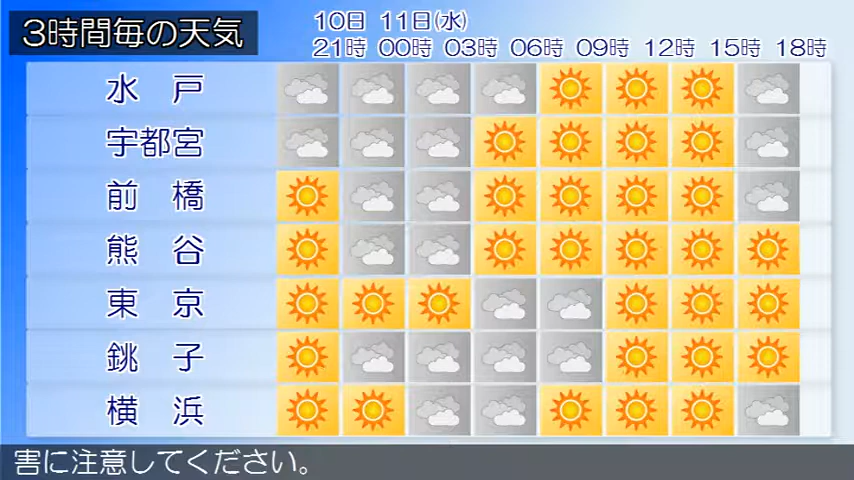 3時間毎の天気
10日 11日(水)
21時 00時 03時 06時 09時 12時 15時 18時
水戸
宇都宮
前橋
熊谷
東京
銚子
横浜
害に注意してください。